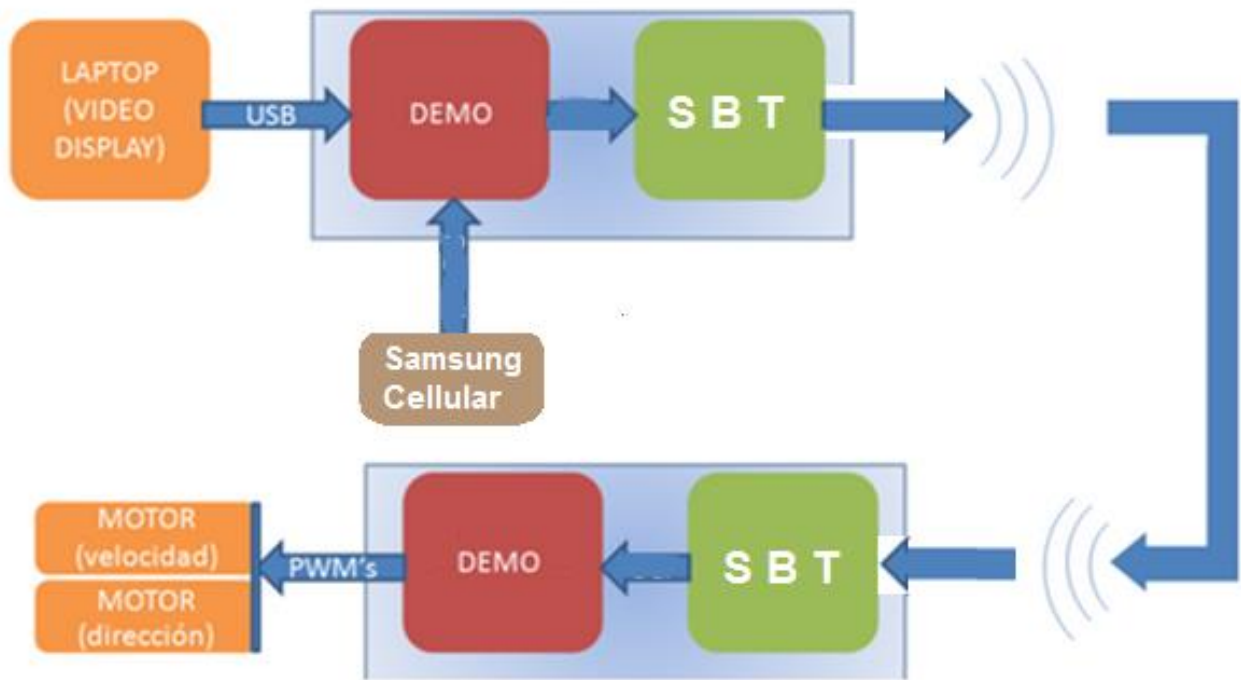 LAPTOP
(VIDEO
DISPLAY)
USB
DEMO
S B T
Samsung
Cellular
MOTOR
(velocidad)
MOTOR
(dirección)
PWM's
DEMO
S B T